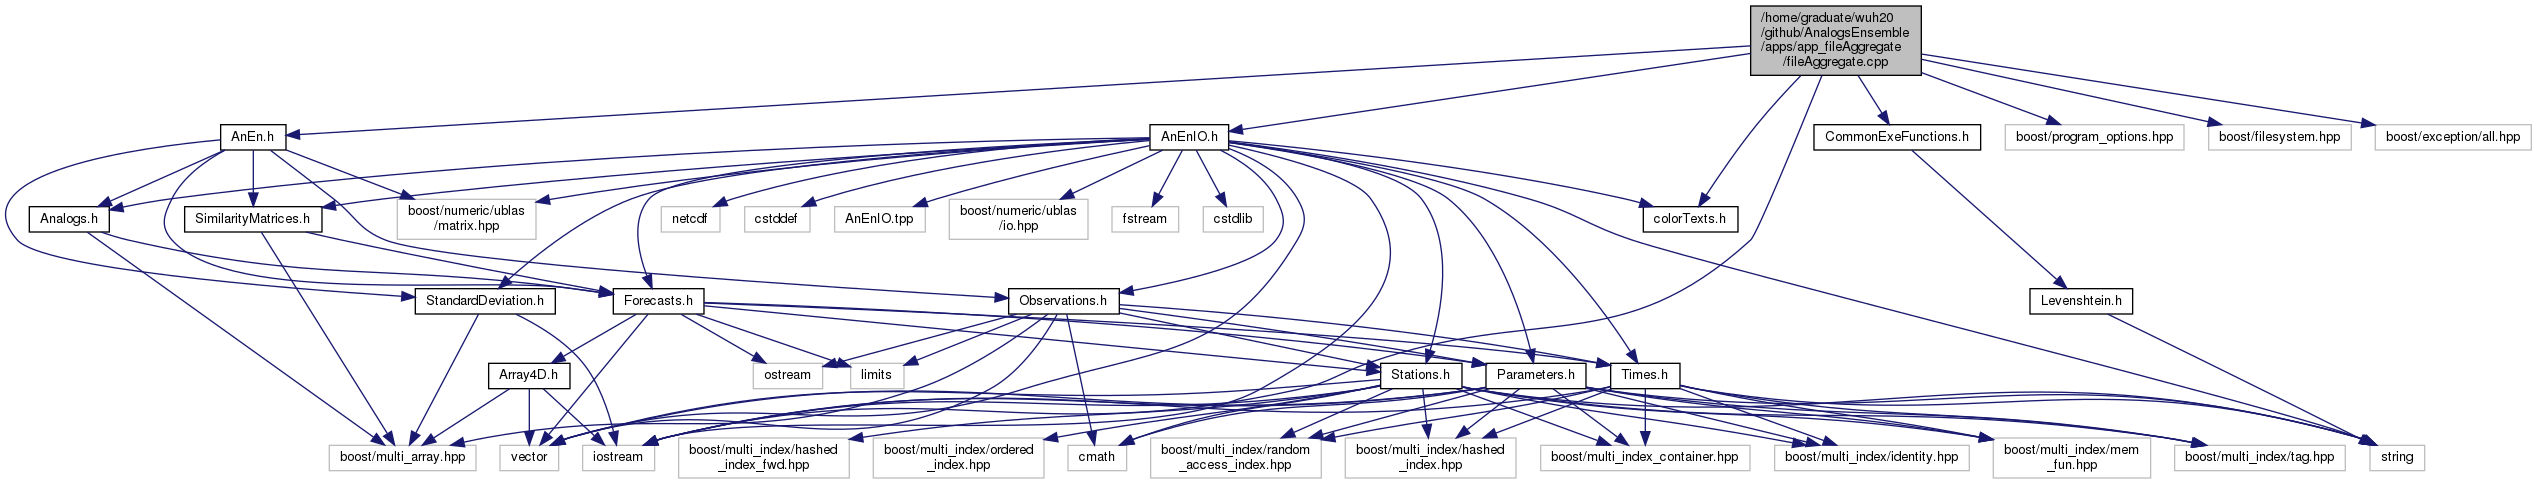 /home/graduate/wuh20
/github/AnalogsEnsemble
/apps/app_fileAggregate
/fileAggregate.cpp
AnEn.h
AnEnIO.h
CommonExeFunctions.h
boost/program_options.hpp
boost/filesystem.hpp
boost/exception/all.hpp
Analogs.h
SimilarityMatrices.h
boost/numeric/ublas
/matrix.hpp
netcdf
cstddef
AnEnIO.tpp
boost/numeric/ublas
/io.hpp
fstream
cstdlib
colorTexts.h
StandardDeviation.h
Forecasts.h
Observations.h
Levenshtein.h
Array4D.h
ostream
limits
Stations.h
Parameters.h
Times.h
boost/multi_array.hpp
vector
iostream
boost/multi_index/hashed
_index_fwd.hpp
boost/multi_index/ordered
_index.hpp
cmath
boost/multi_index/random
_access_index.hpp
boost/multi_index/hashed
_index.hpp
boost/multi_index_container.hpp
boost/multi_index/identity.hpp
boost/multi_index/mem
_fun.hpp
boost/multi_index/tag.hpp
string